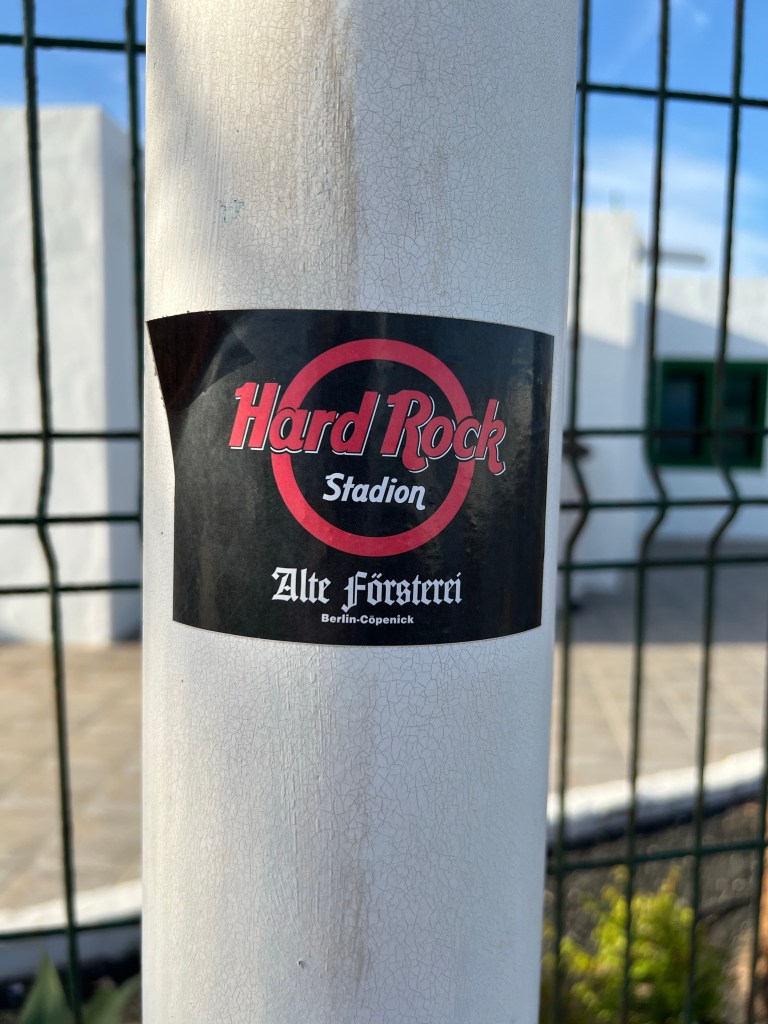 Hard Rock
Stadion
Alte Försterei
Berlin-Cöpenick